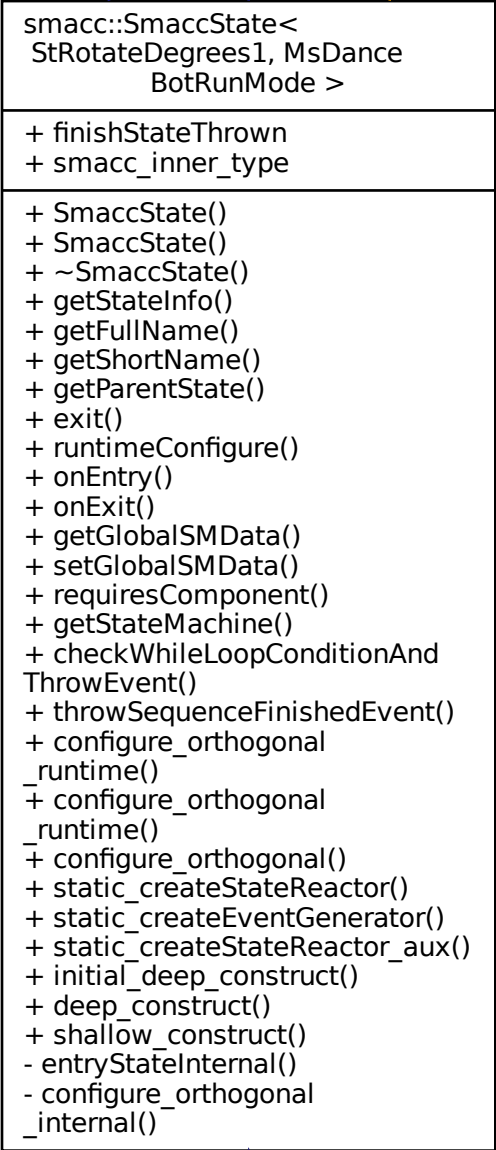 smacc::SmaccState<
StRotateDegrees1, MsDance
BotRunMode >
+ finishStateThrown
+ smacc_inner_type
+ SmaccState()
+ SmaccState()
+ ~SmaccState()
+ getStateInfo()
+ getFullName()
+ getShortName()
+ getParentState()
+ exit()
+ runtimeConfigure()
+ onEntry()
+ onExit()
+ getGlobalSMData()
+ setGlobalSMData()
+ requiresComponent()
+ getStateMachine()
+ checkWhileLoopConditionAnd
ThrowEvent()
+ throwSequenceFinishedEvent()
+ configure_orthogonal
_runtime()
+ configure_orthogonal
_runtime()
+ configure_orthogonal()
+ static_createStateReactor()
+ static_createEventGenerator()
+ static_createStateReactor_aux()
+ initial_deep_construct()
+ deep_construct()
+ shallow_construct()
- entryStateInternal()
- configure_orthogonal
_internal()